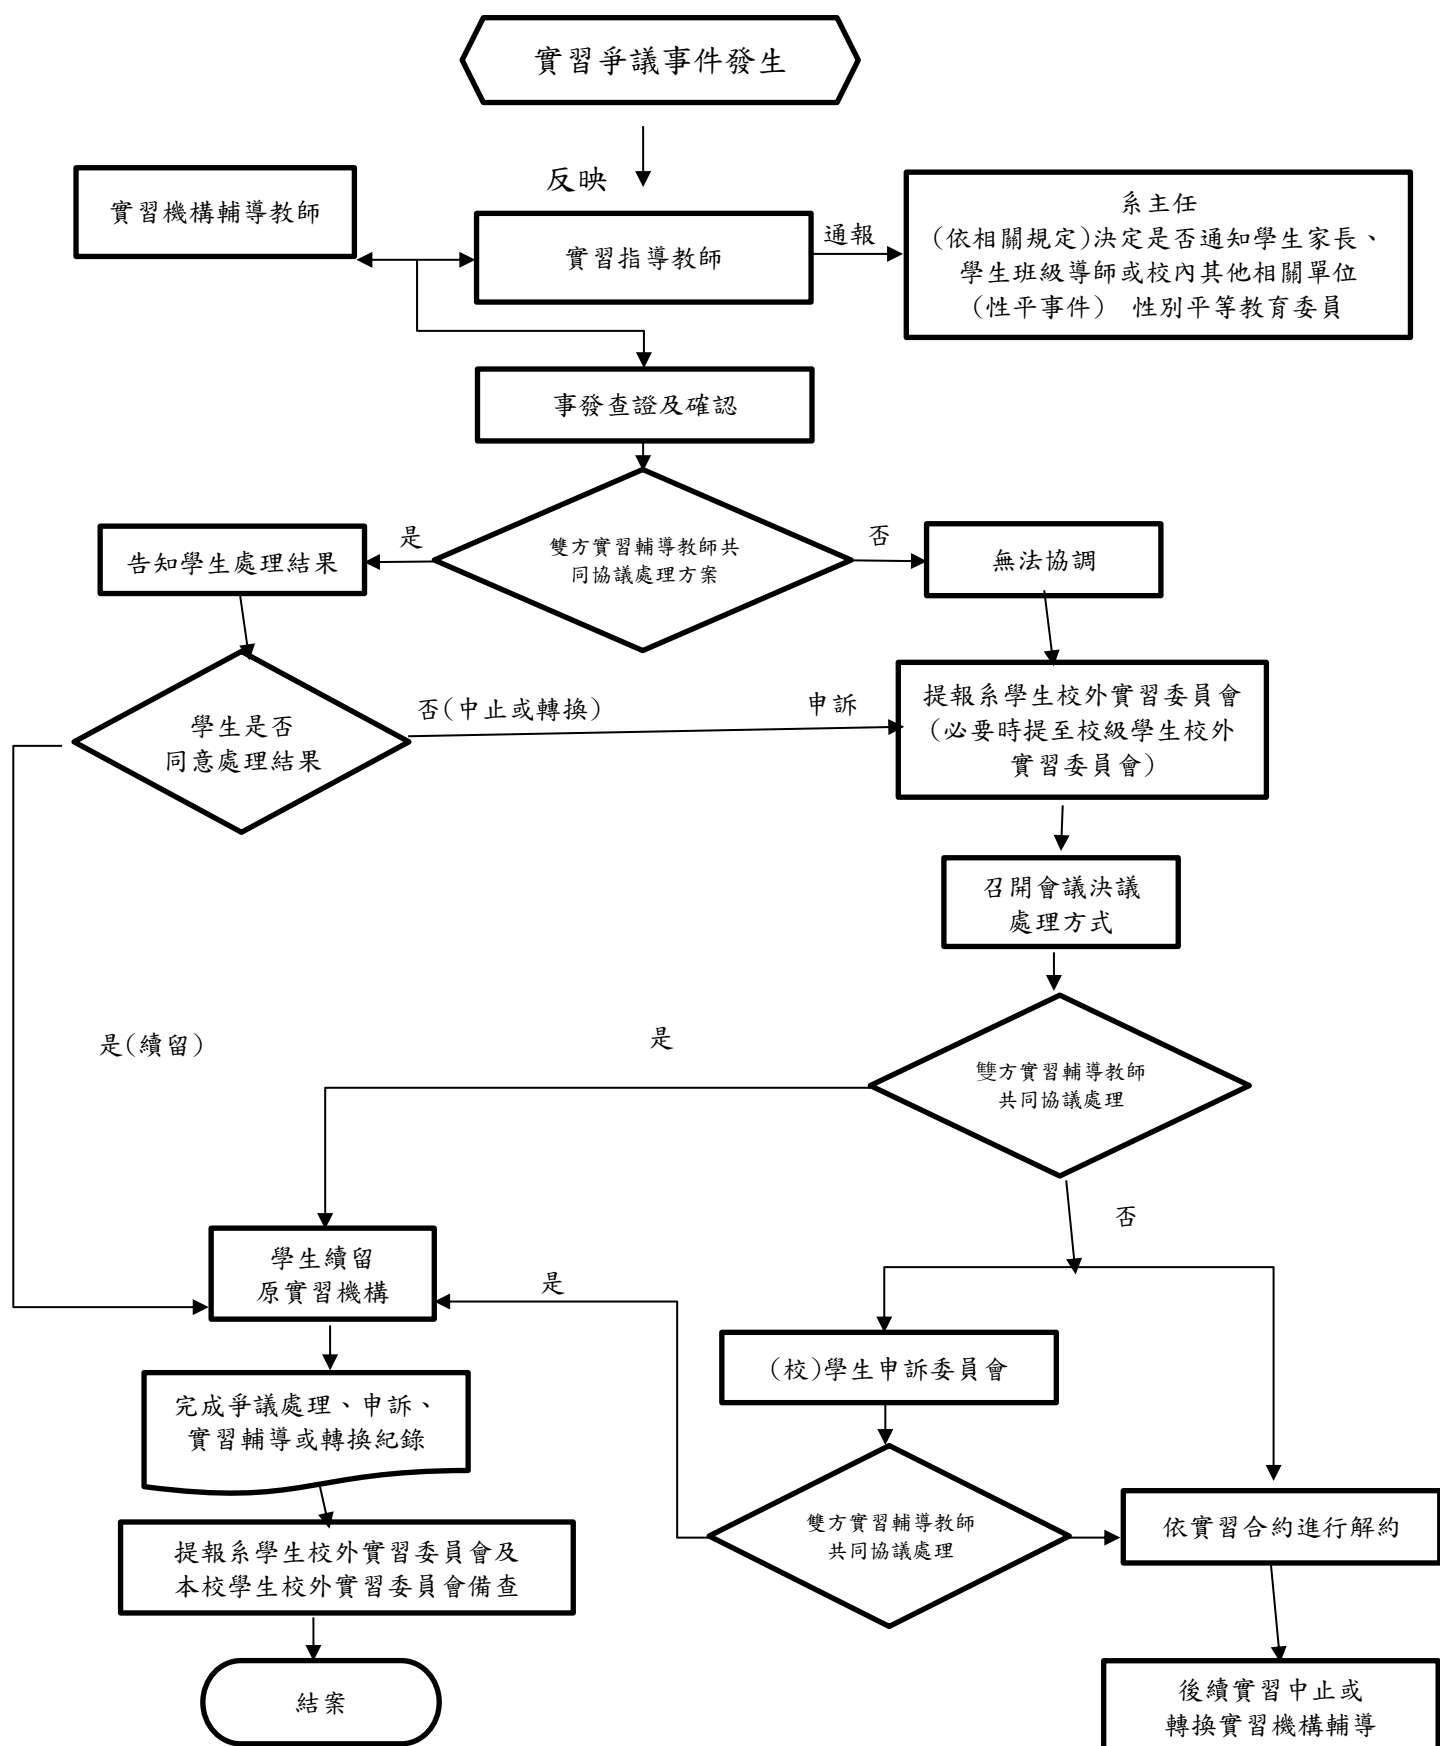 實習爭議事件發生
反映
實習機構輔導教師
實習指導教師
通報
系主任
(依相關規定)決定是否通知學生家長、
學生班級導師或校內其他相關單位
(性平事件) 性別平等教育委員
事發查證及確認
雙方實習輔導教師共
同協議處理方案
是
否
告知學生處理結果
無法協調
學生是否
同意處理結果
否(中止或轉換)
申訴
提報系學生校外實習委員會
(必要時提至校級學生校外
實習委員會)
召開會議決議
處理方式
是(續留)
是
雙方實習輔導教師
共同協議處理
否
學生續留
原實習機構
是
(校)學生申訴委員會
完成爭議處理、申訴、
實習輔導或轉換紀錄
雙方實習輔導教師
共同協議處理
依實習合約進行解約
提報系學生校外實習委員會及
本校學生校外實習委員會備查
結案
後續實習中止或
轉換實習機構輔導